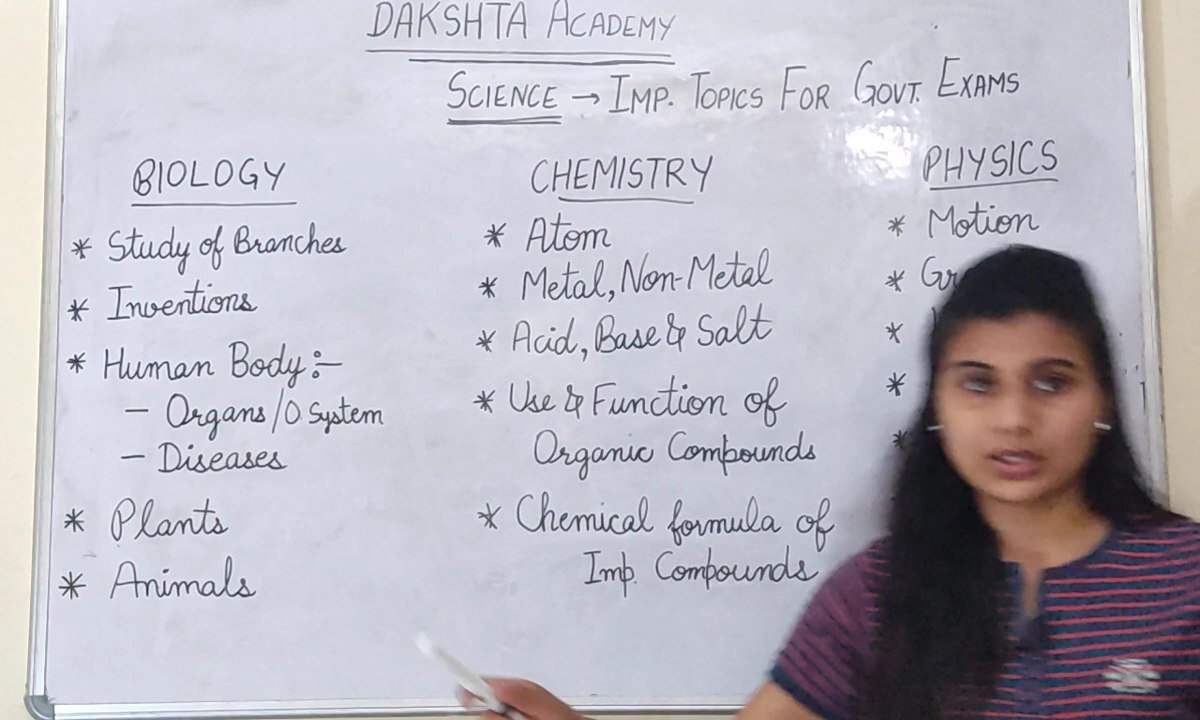 DAKSHTA ACADEMY
SCIENCE → IMP. TOPICS FOR GOVT. EXAMS
BIOLOGY
* Study of Branches
* Inventions
* Human Body :-
- Organs/O.System
- Diseases
* Plants
* Animals
CHEMISTRY
* Atom
* Metal, Non-Metal
* Acid, Base & Salt
* Use & Function of
Organic Compounds
* Chemical formula of
Imp. Compounds
PHYSICS
* Motion
*
*
*
*